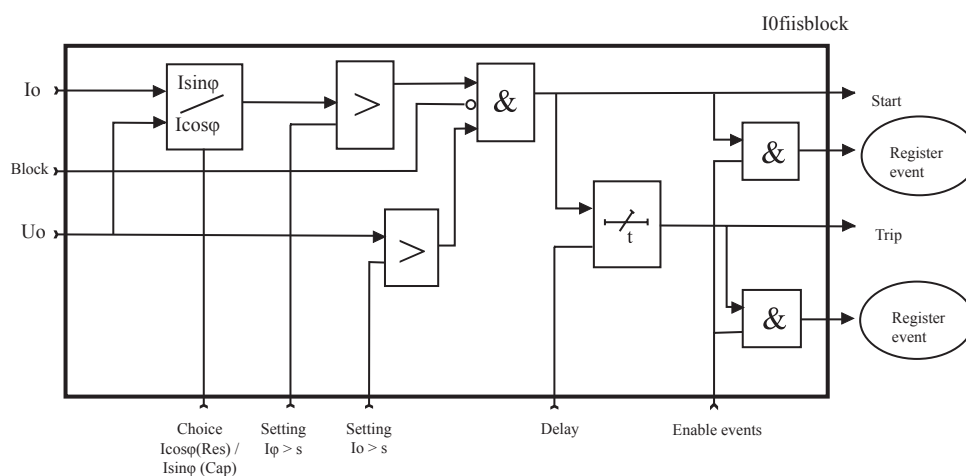 I0fiisblock
Io
Isinφ
Icosφ
>
&
Start
Block
&
Register
event
Uo
>
t
Trip
&
Register
event
Choice
Icosφ(Res) /
Isinφ (Cap)
Setting
Iφ > s
Setting
Io > s
Delay
Enable events